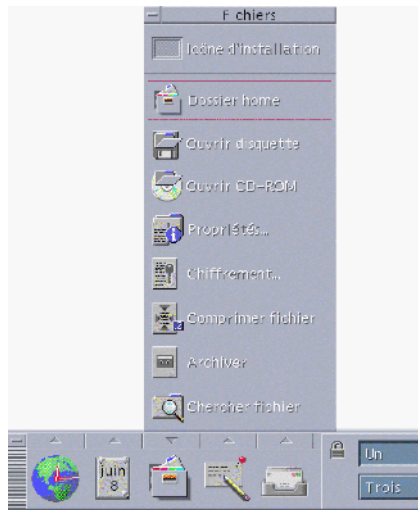 Fichiers
Icône d'installation
Dossier home
Ouvrir disquette
Ouvrir CD-ROM
Propriétés...
Chiffrement...
Comprimer fichier
Archiver
Chercher fichier
juin
8
Un
Trois